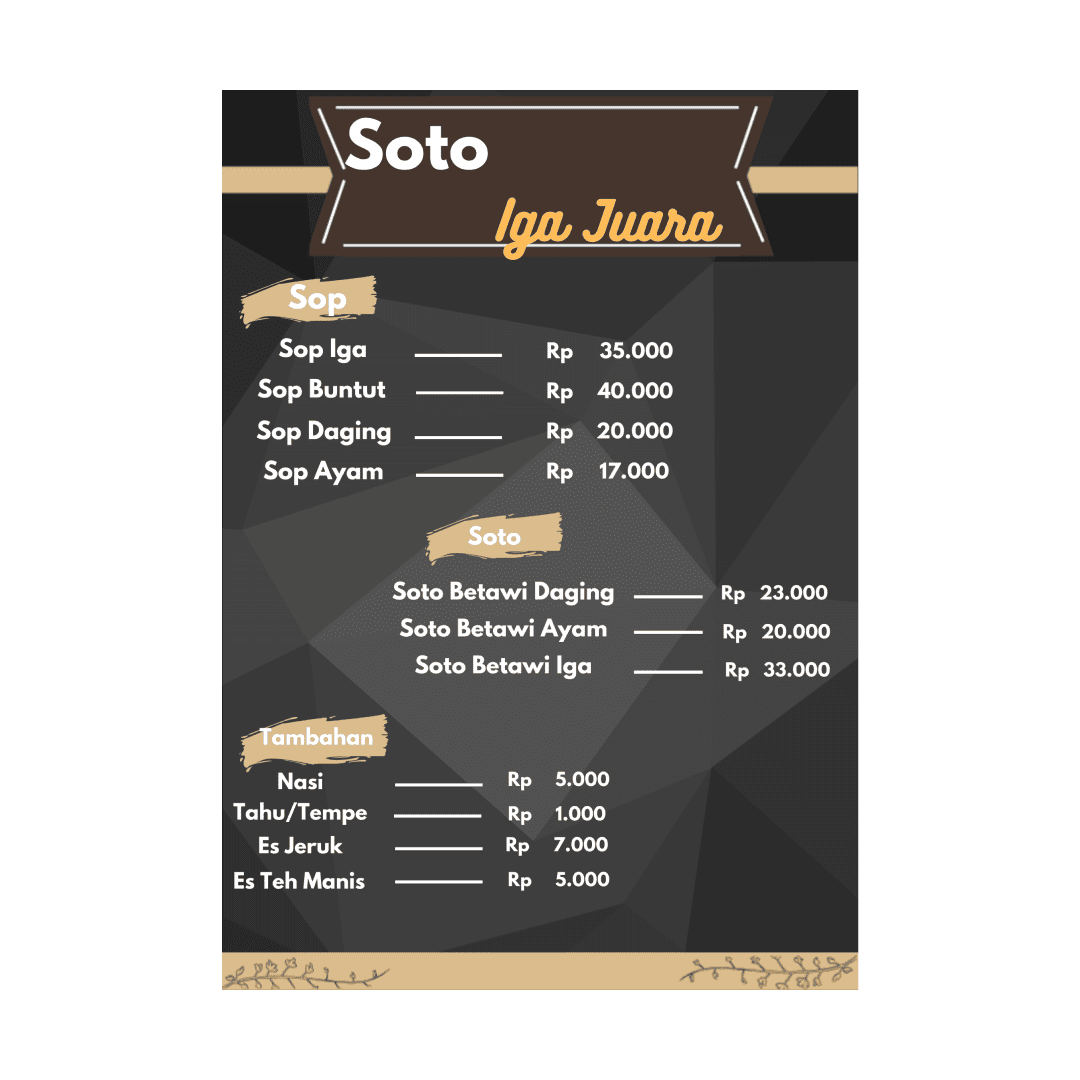 Soto
Iga Juara
Sop
Sop Iga Rp 35.000
Sop Buntut Rp 40.000
Sop Daging Rp 20.000
Sop Ayam Rp 17.000
Soto
Soto Betawi Daging Rp 23.000
Soto Betawi Ayam Rp 20.000
Soto Betawi Iga Rp 33.000
Tambahan
Nasi Rp 5.000
Tahu/Tempe Rp 1.000
Es Jeruk Rp 7.000
Es Teh Manis Rp 5.000